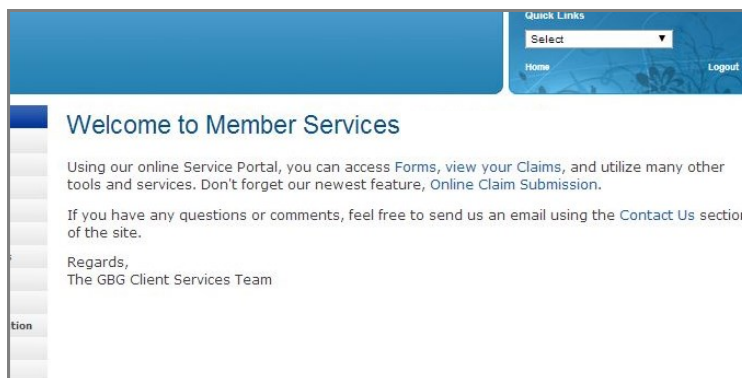 Quick Links
Select
Home Logout
Welcome to Member Services
Using our online Service Portal, you can access Forms, view your Claims, and utilize many other
tools and services. Don't forget our newest feature, Online Claim Submission.
If you have any questions or comments, feel free to send us an email using the Contact Us section
of the site.
Regards,
The GBG Client Services Team
tion